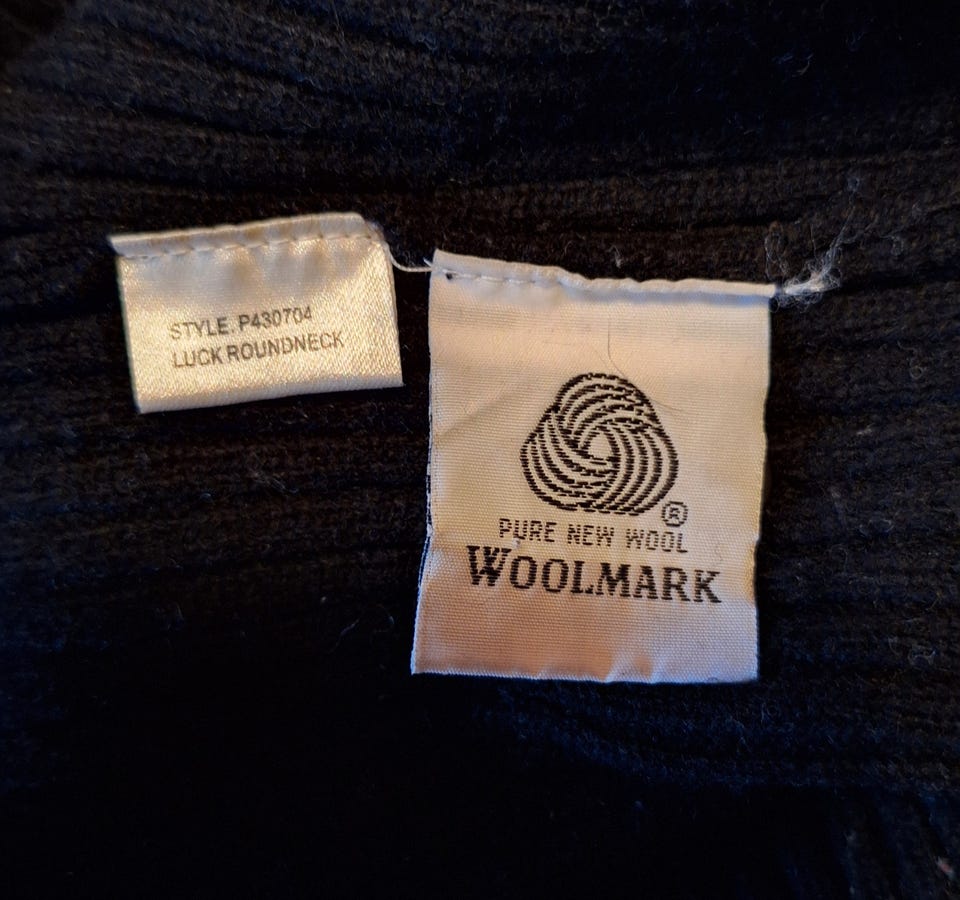 STYLE. P430704
LUCK ROUNDNECK
®
PURE NEW WOOL
WOOLMARK